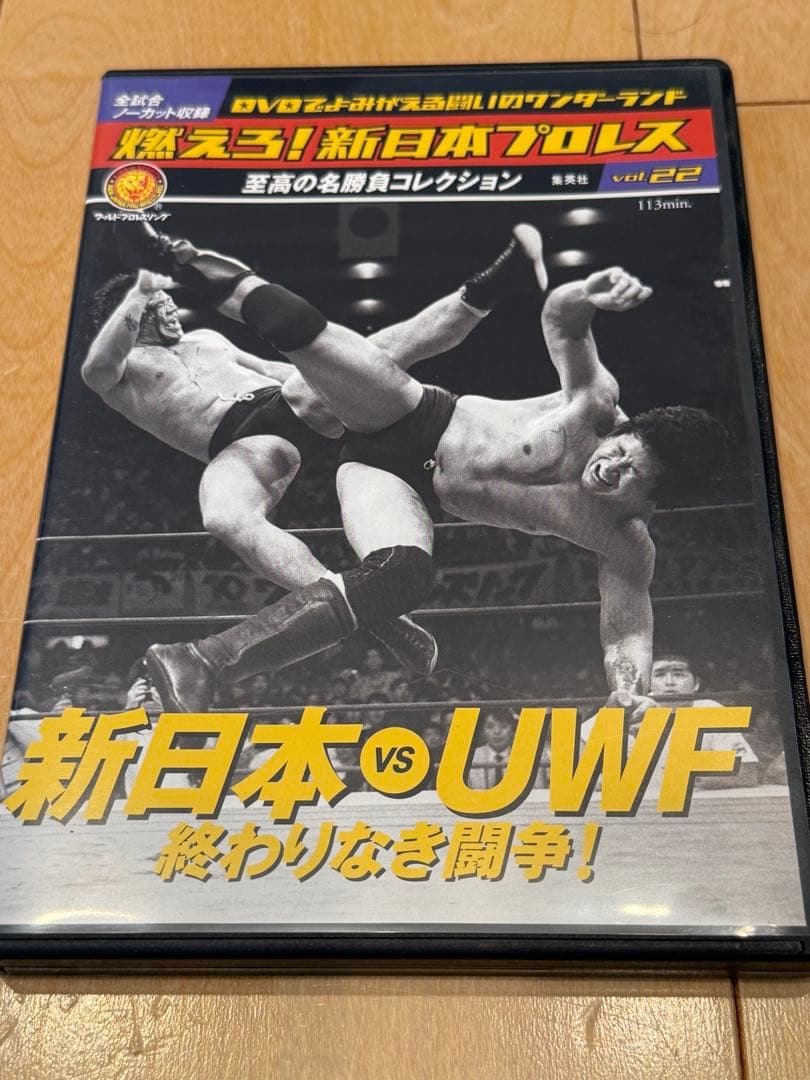 全試合
ノーカット収録
DVDでよみがえる闘いのワンダーランド
燃えろ!新日本プロレス
至高の名勝負コレクション
集英社
vol.22
ワールドプロレスリング
113min.
新日本 VS UWF
終わりなき闘争!